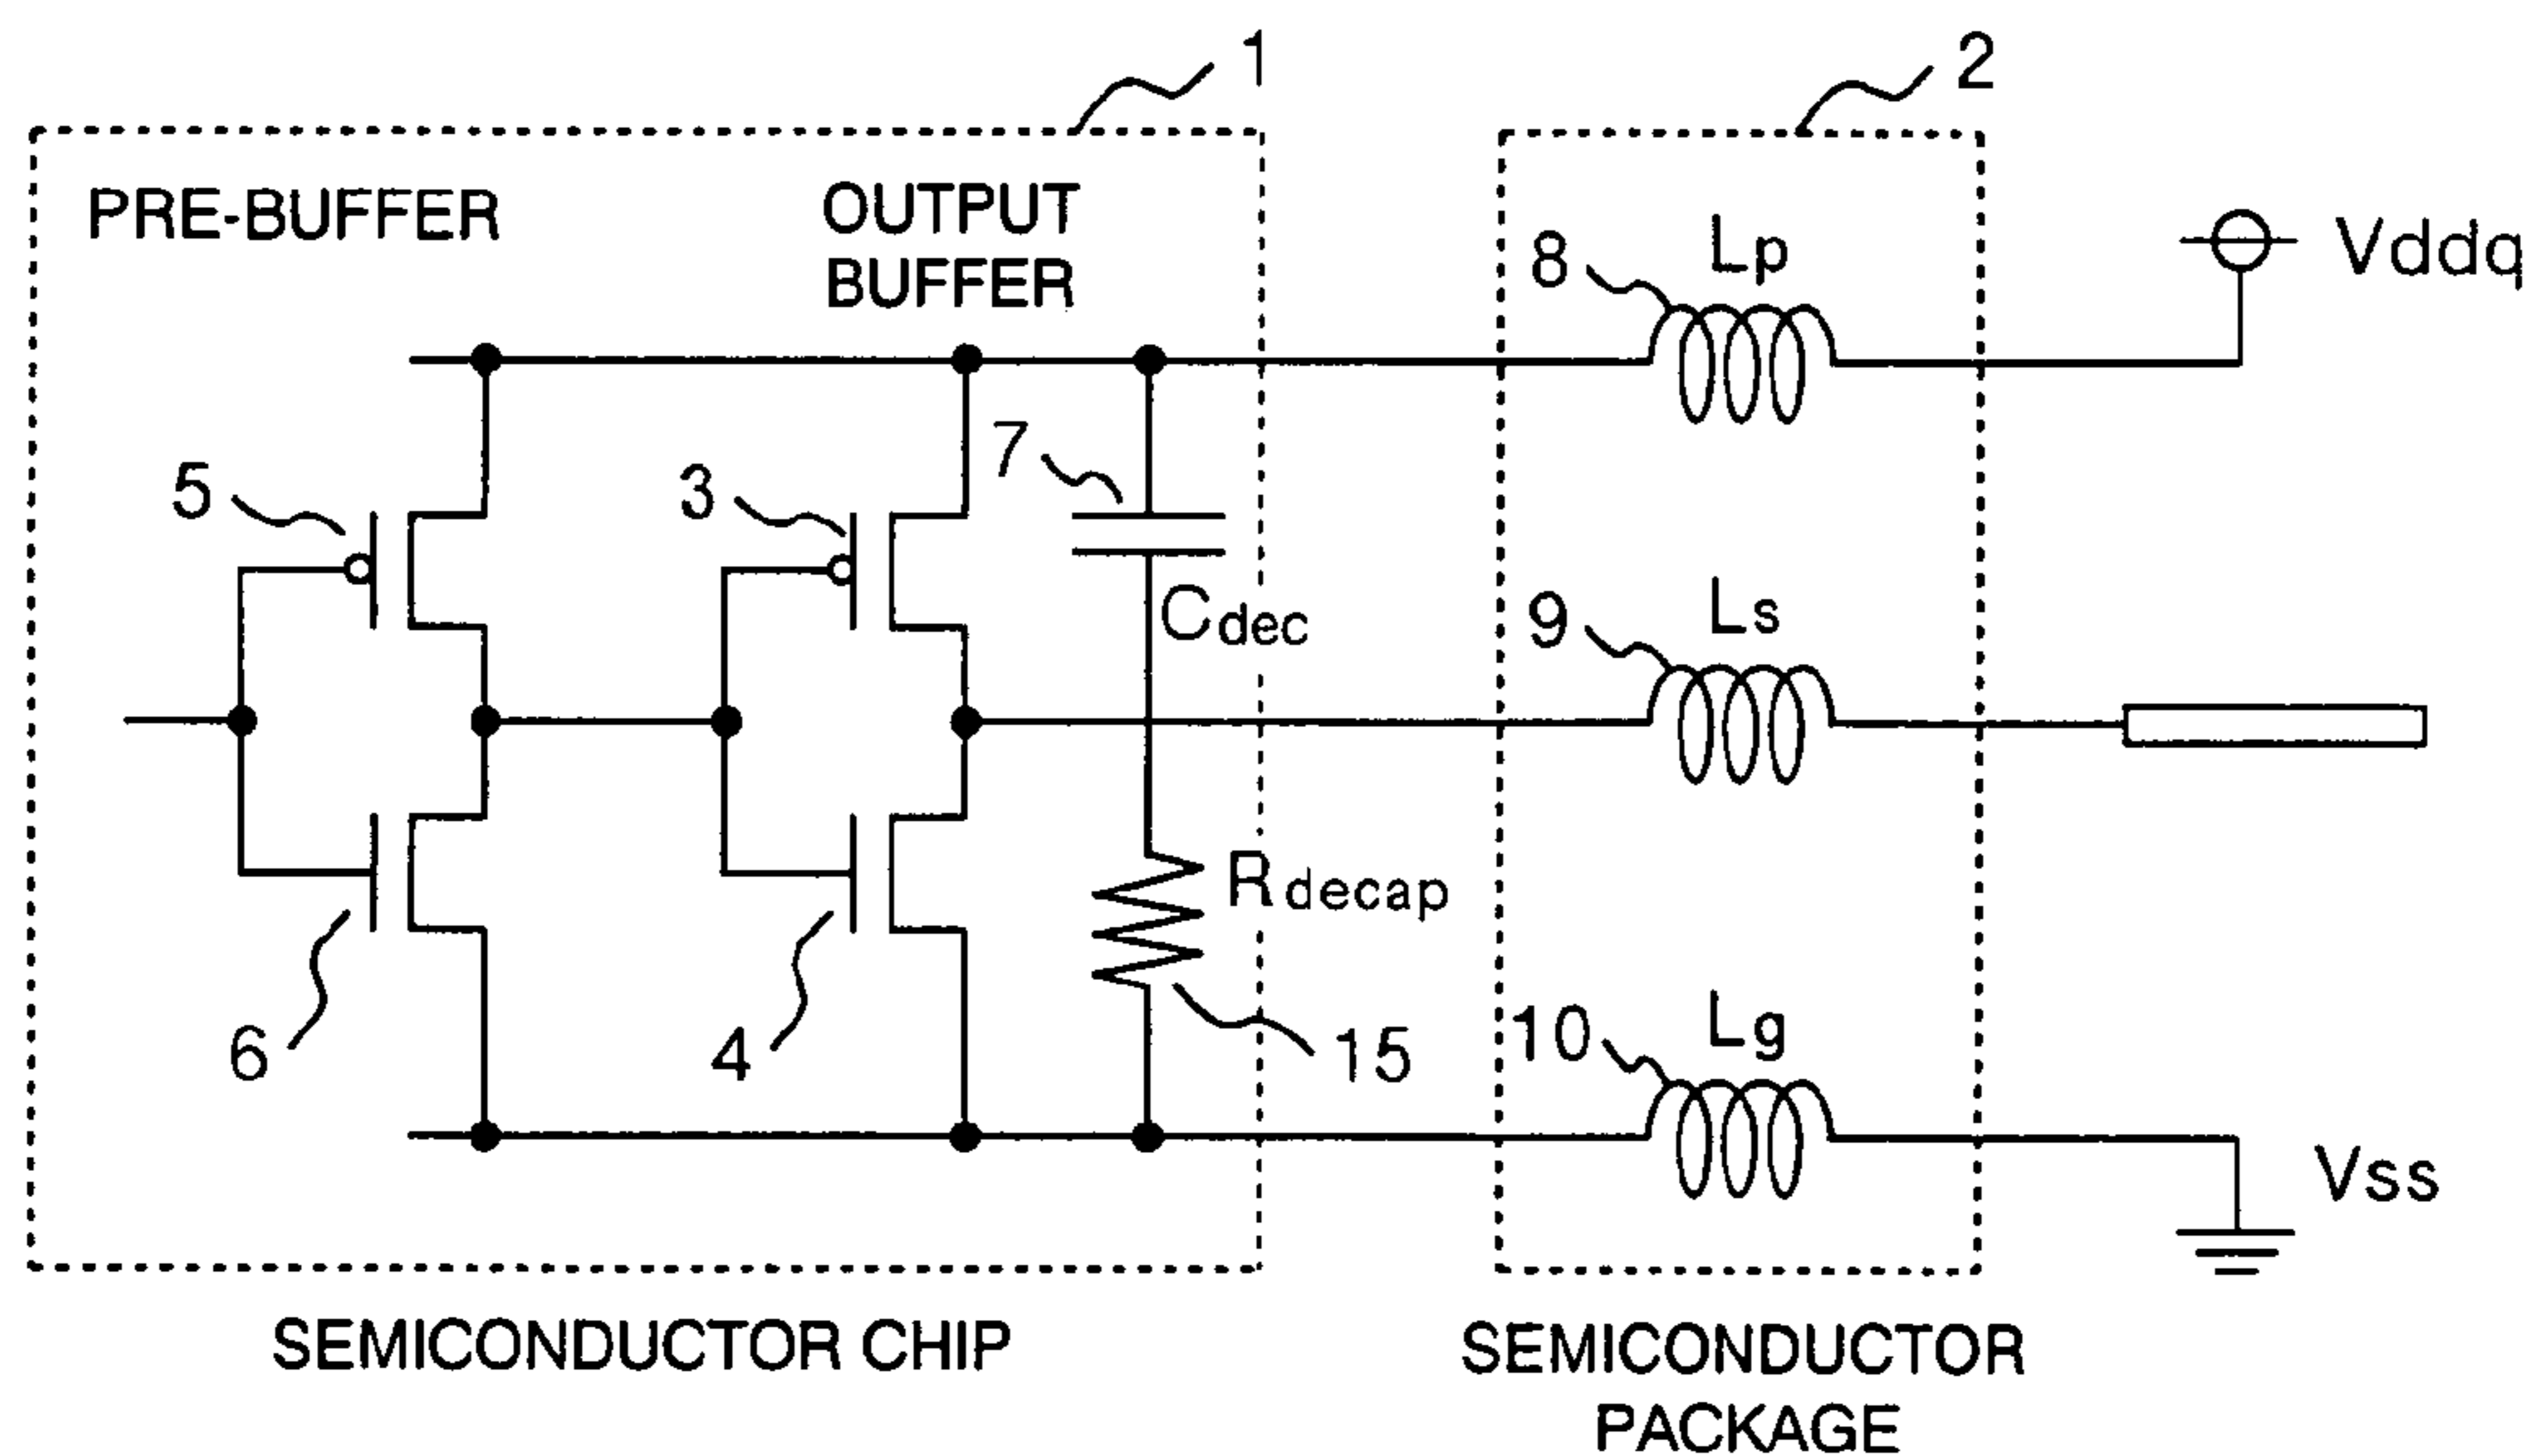 1
2
PRE-BUFFER
OUTPUT
BUFFER
8
Lp
Vddq
5
3
7
Cdec
9
Ls
Rdecap
6
4
15
10
Lg
Vss
SEMICONDUCTOR CHIP
SEMICONDUCTOR
PACKAGE